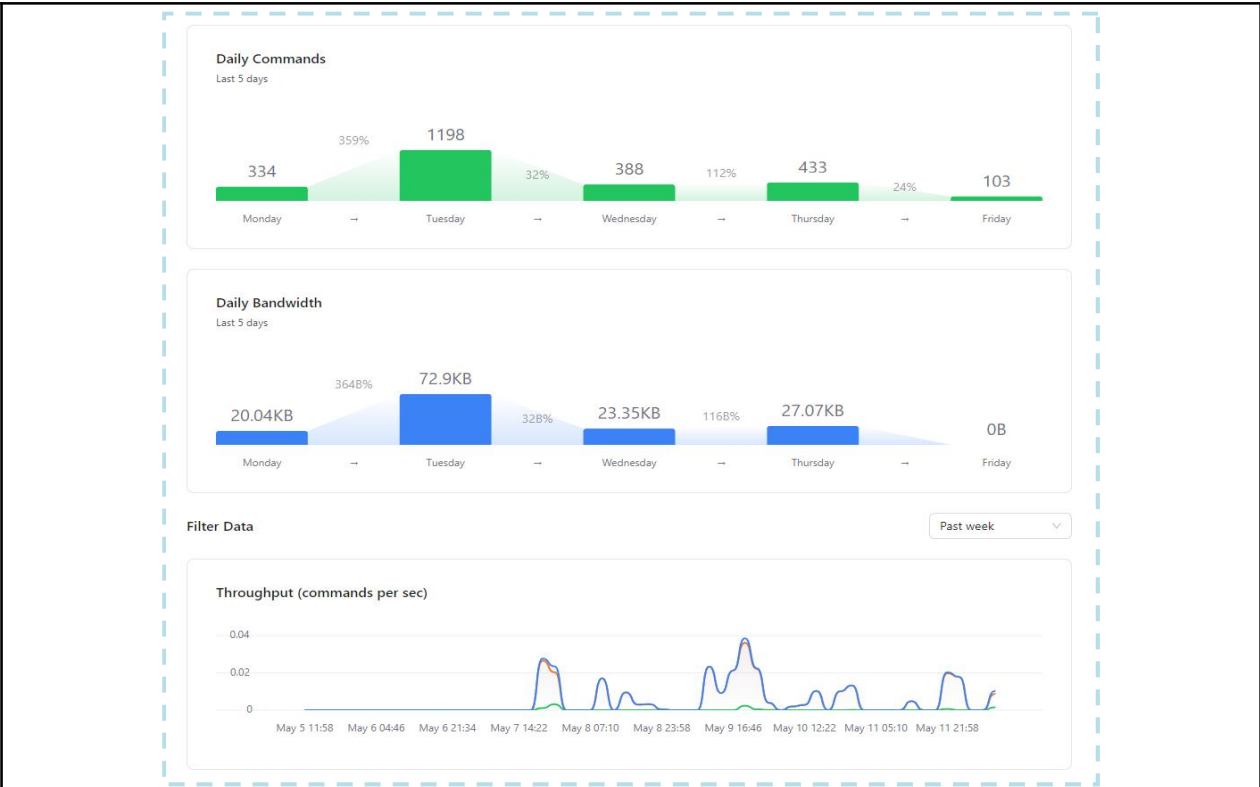 Daily Commands
Last 5 days
334
359%
1198
32%
388
112%
433
24%
103
Monday → Tuesday → Wednesday → Thursday → Friday
Daily Bandwidth
Last 5 days
20.04KB
364B%
72.9KB
32B%
23.35KB
116B%
27.07KB
0B
Monday → Tuesday → Wednesday → Thursday → Friday
Filter Data
Past week
Throughput (commands per sec)
0.04
0.02
0
May 5 11:58 May 6 04:46 May 6 21:34 May 7 14:22 May 8 07:10 May 8 23:58 May 9 16:46 May 10 12:22 May 11 05:10 May 11 21:58